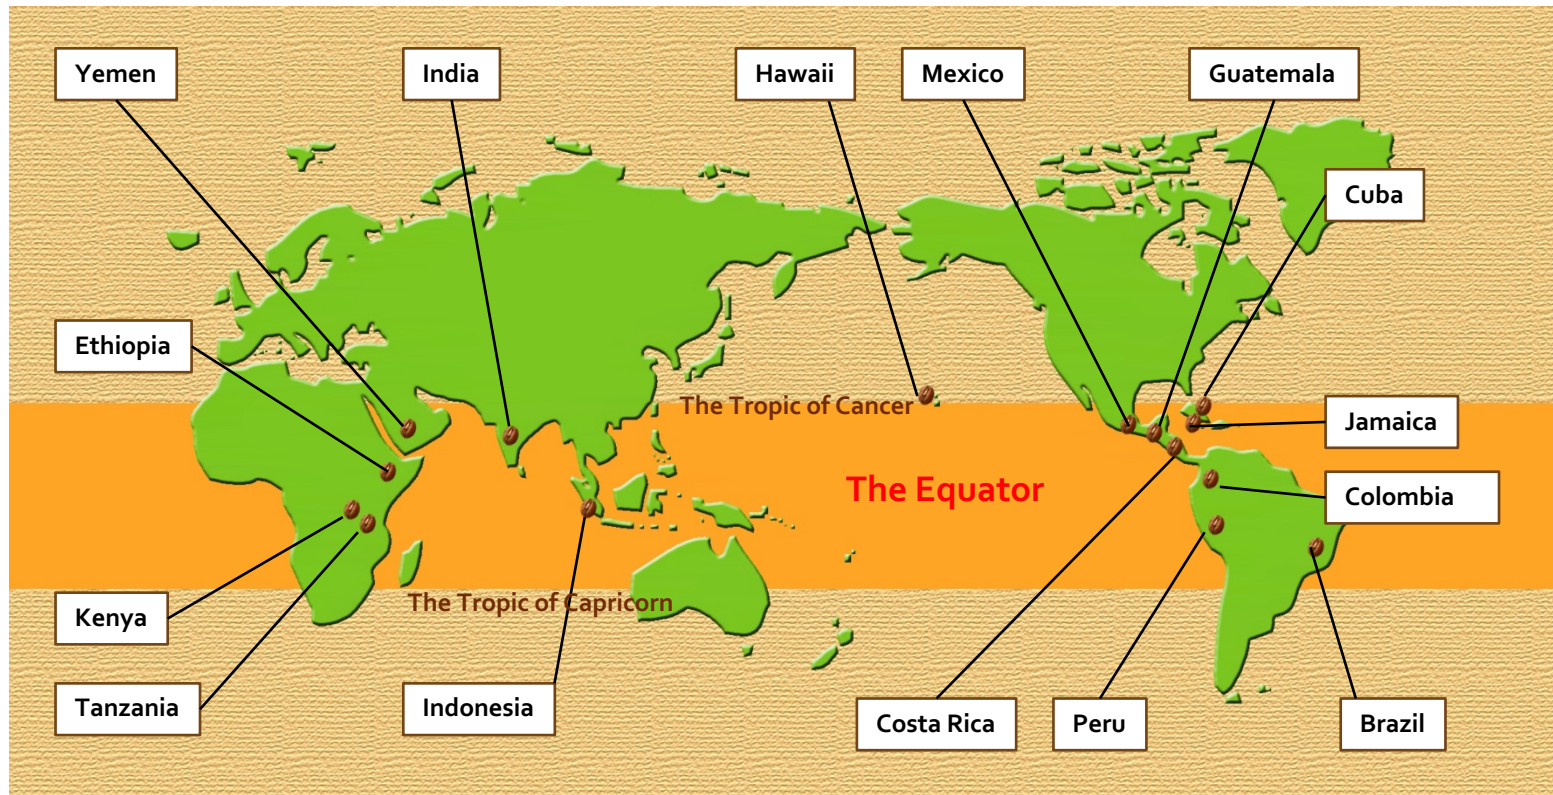 Yemen
India
Hawaii
Mexico
Guatemala
Cuba
Ethiopia
The Tropic of Cancer
Jamaica
The Equator
Colombia
The Tropic of Capricorn
Kenya
Tanzania
Indonesia
Costa Rica
Peru
Brazil